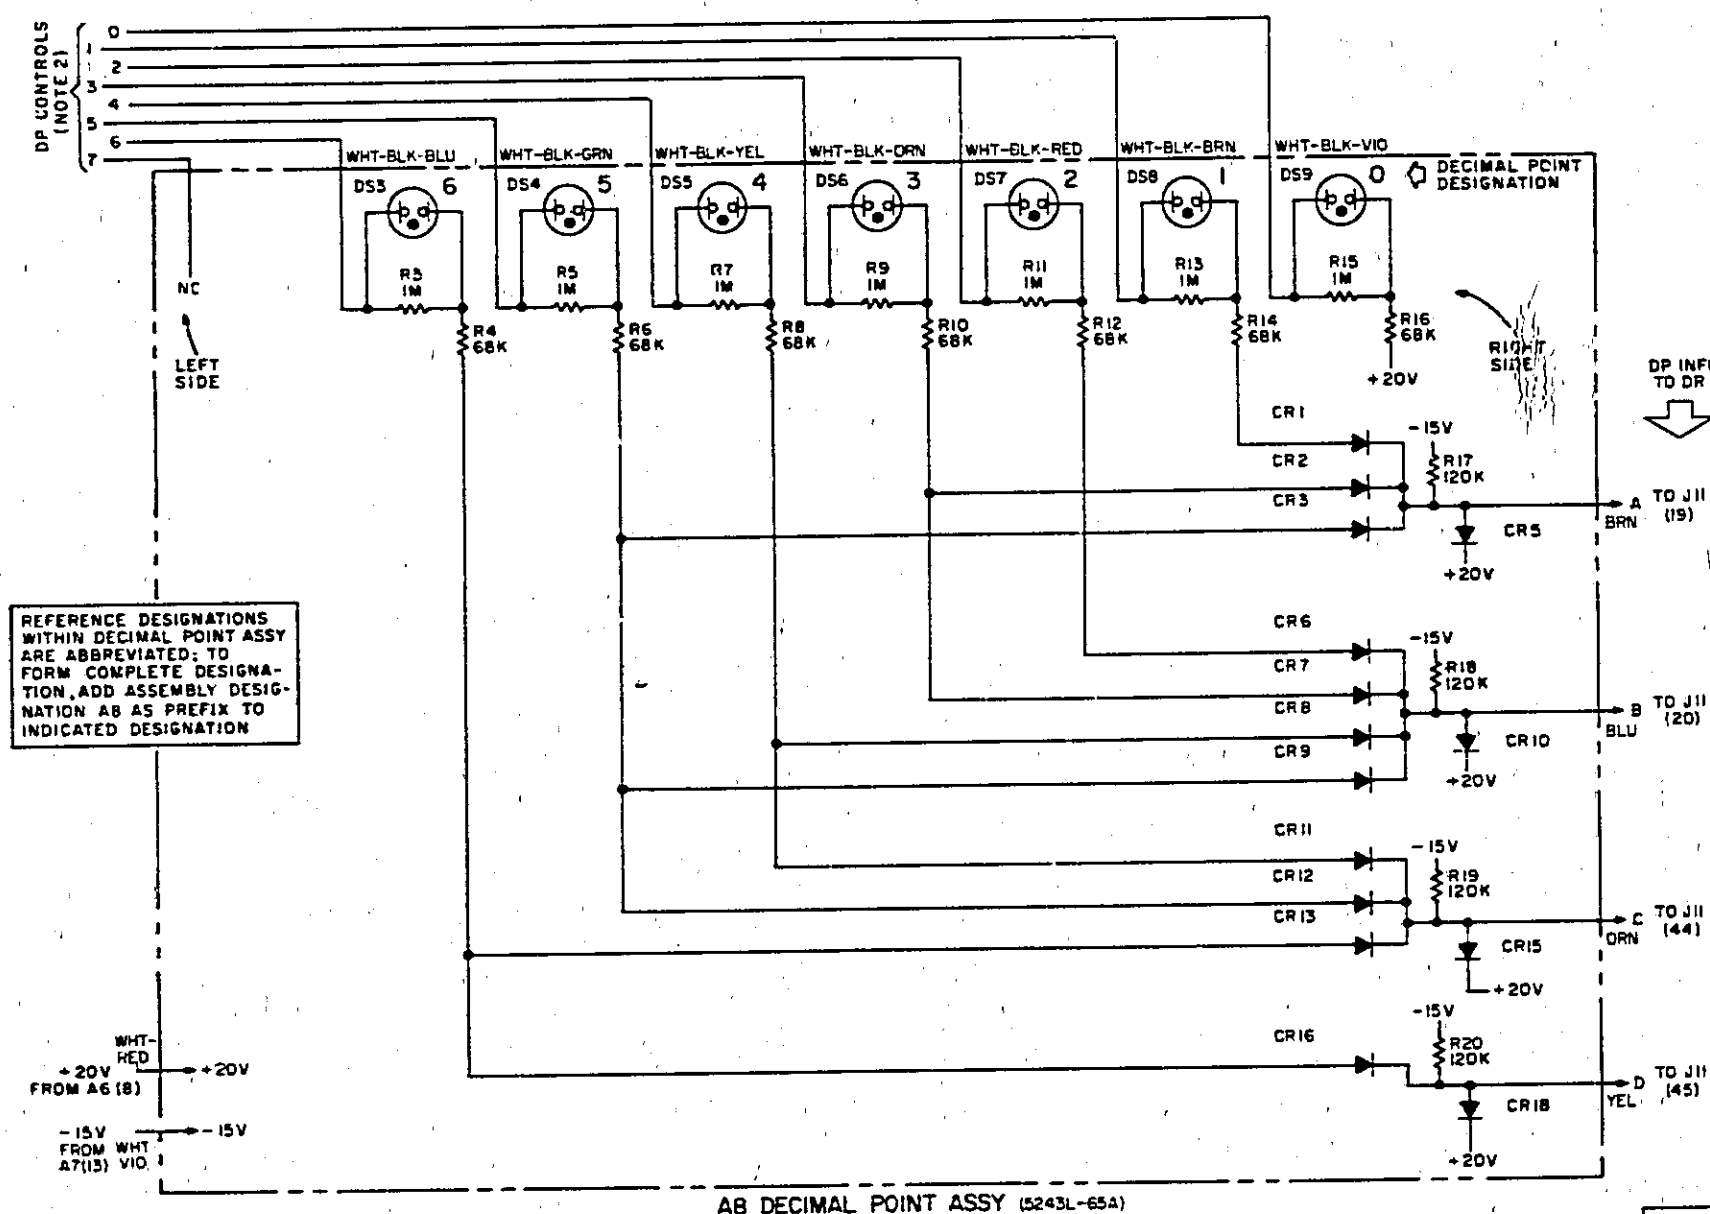 DP CONTROLS
(NOTE 2)
0
1
2
3
4
5
6
7
WHT-BLK-BLU
WHT-BLK-GRN
WHT-BLK-YEL
WHT-BLK-ORN
WHT-BLK-RED
WHT-BLK-BRN
WHT-BLK-VIO
DS3
6
DS4
5
DS5
4
DS6
3
DS7
2
DS8
1
DS9
0
DECIMAL POINT
DESIGNATION
NC
LEFT
SIDE
R3
1M
R5
1M
R7
1M
R9
1M
R11
1M
R13
1M
R15
1M
R4
68K
R6
68K
R8
68K
R10
68K
R12
68K
R14
68K
R16
68K
+20V
RIGHT
SIDE
TO DR
CR1
CR2
CR3
-15V
R17
120K
CR5
+20V
A
BRN
TO J11
(19)
CR6
CR7
CR8
CR9
-15V
R18
120K
CR10
+20V
B
BLU
TO J11
(20)
REFERENCE DESIGNATIONS
WITHIN DECIMAL POINT ASSY
ARE ABBREVIATED; TO
FORM COMPLETE DESIGNA-
TION, ADD ASSEMBLY DESIG-
NATION A8 AS PREFIX TO
INDICATED DESIGNATION
CR11
CR12
CR13
-15V
R19
120K
CR15
+20V
C
ORN
TO J11
(44)
CR16
-15V
R20
120K
CR18
+20V
D
YEL
TO J11
(45)
WHT-
RED
+20V
FROM A6 (8)
+20V
-15V
FROM WHT
A7(13) VIO
-15V
A8 DECIMAL POINT ASSY (5243L-65A)